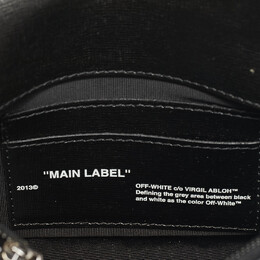 "MAIN LABEL"
2013©
OFF-WHITE c/o VIRGIL ABLOH™
Defining the grey area between black
and white as the color Off-White™